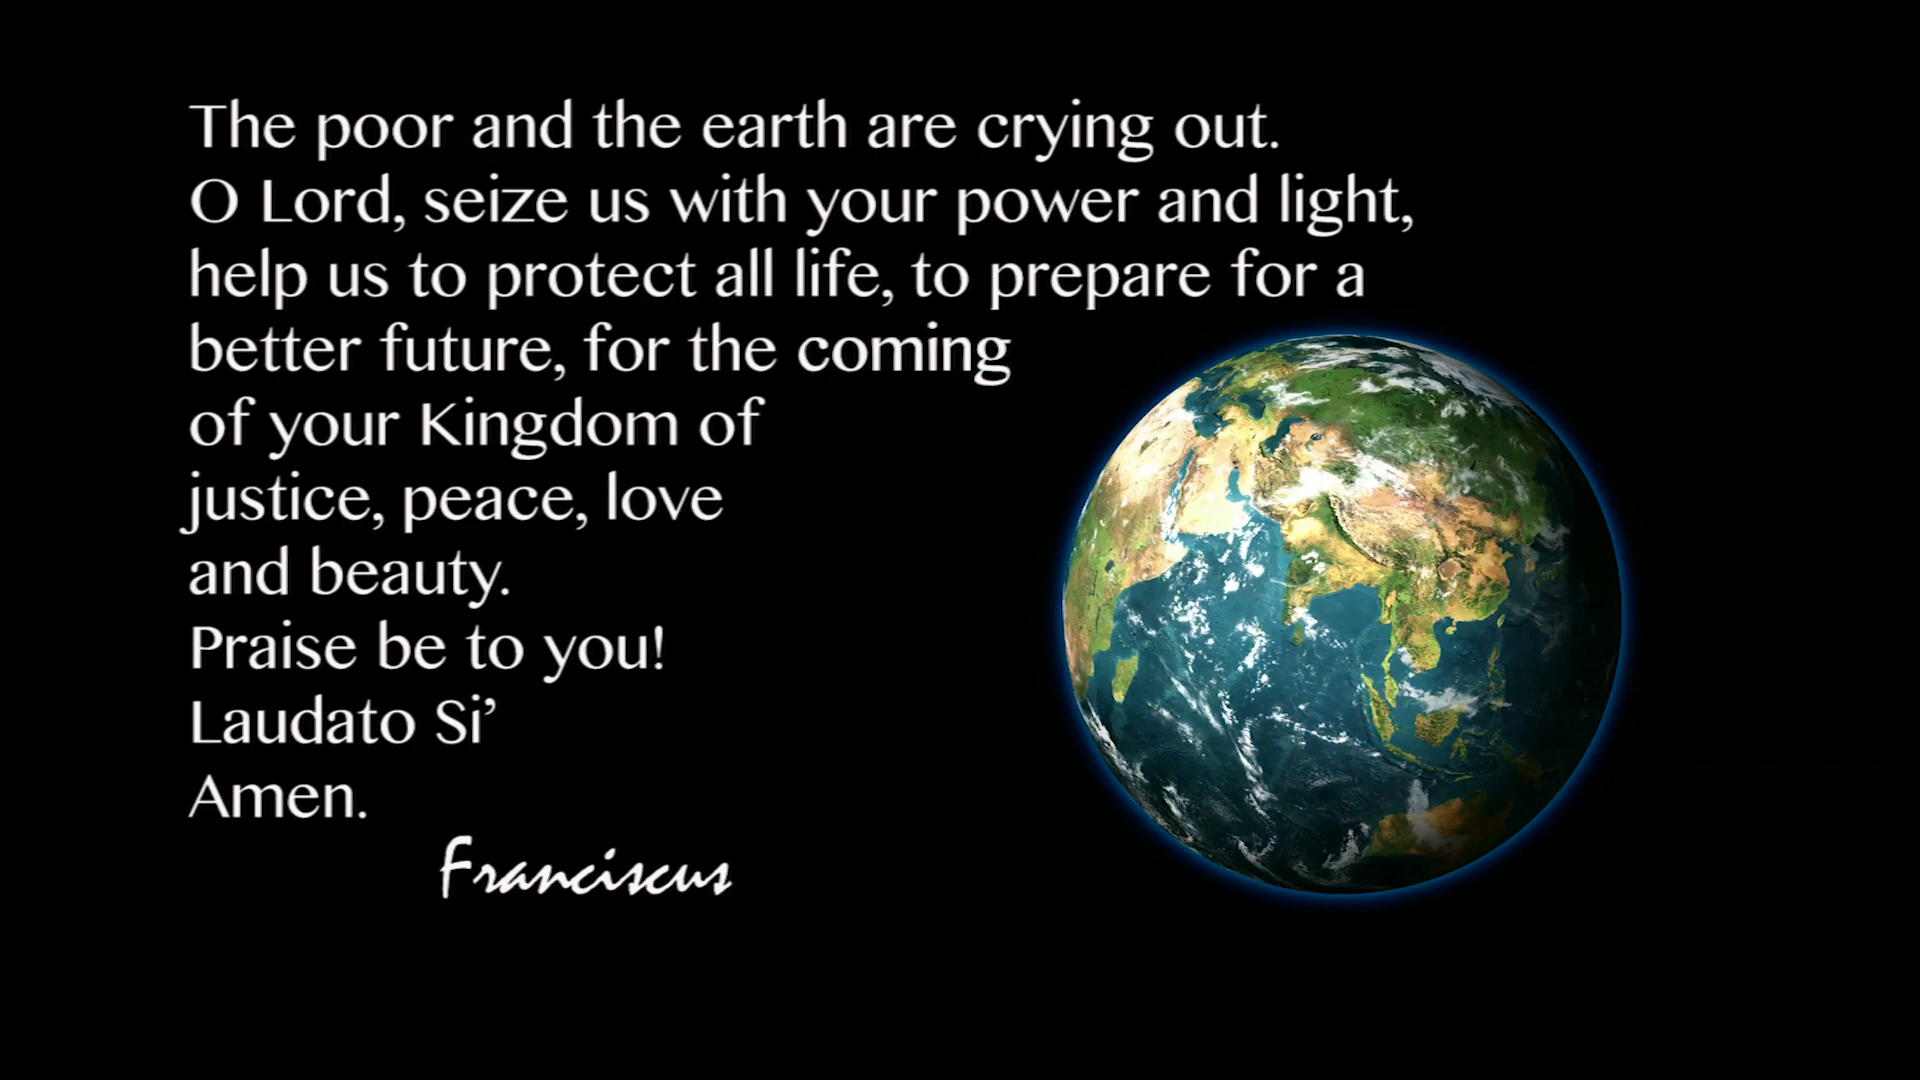 The poor and the earth are crying out.
O Lord, seize us with your power and light,
help us to protect all life, to prepare for a
better future, for the coming
of your Kingdom of
justice, peace, love
and beauty.
Praise be to you!
Laudato Si’
Amen.
Franciscus